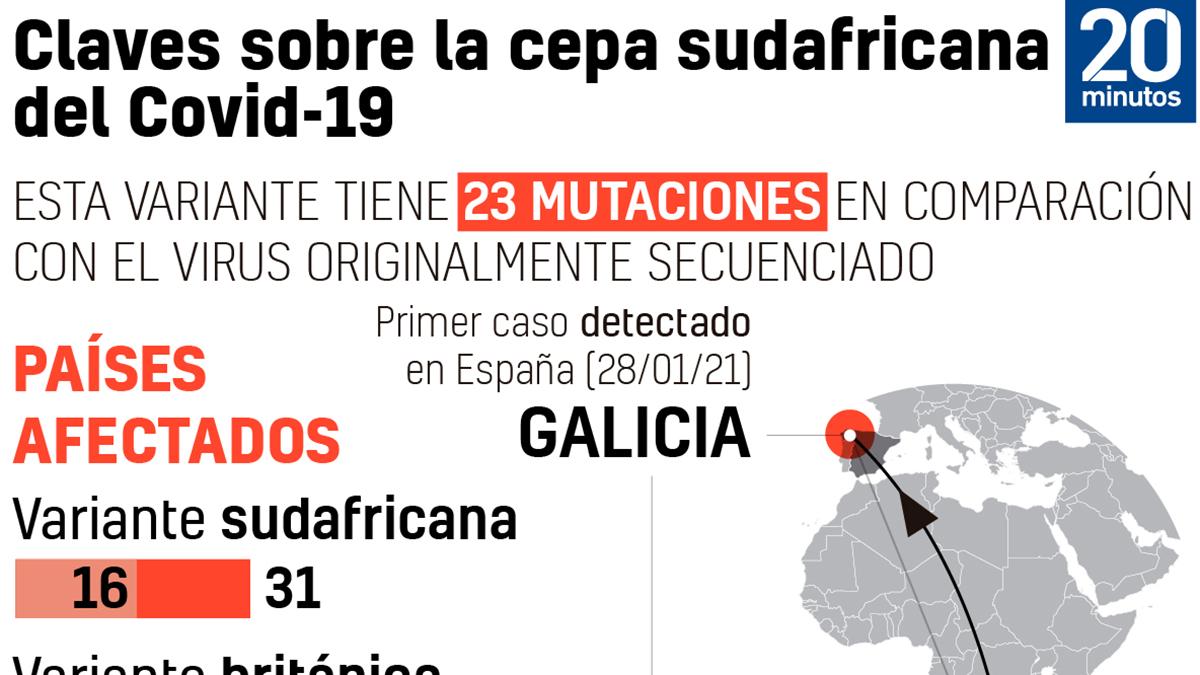 Claves sobre la cepa sudafricana
del Covid-19
20
minutos
ESTA VARIANTE TIENE 23 MUTACIONES EN COMPARACIÓN
CON EL VIRUS ORIGINALMENTE SECUENCIADO
Primer caso detectado
en España (28/01/21)
GALICIA
PAÍSES
AFECTADOS
Variante sudafricana
16 31
Variante británica